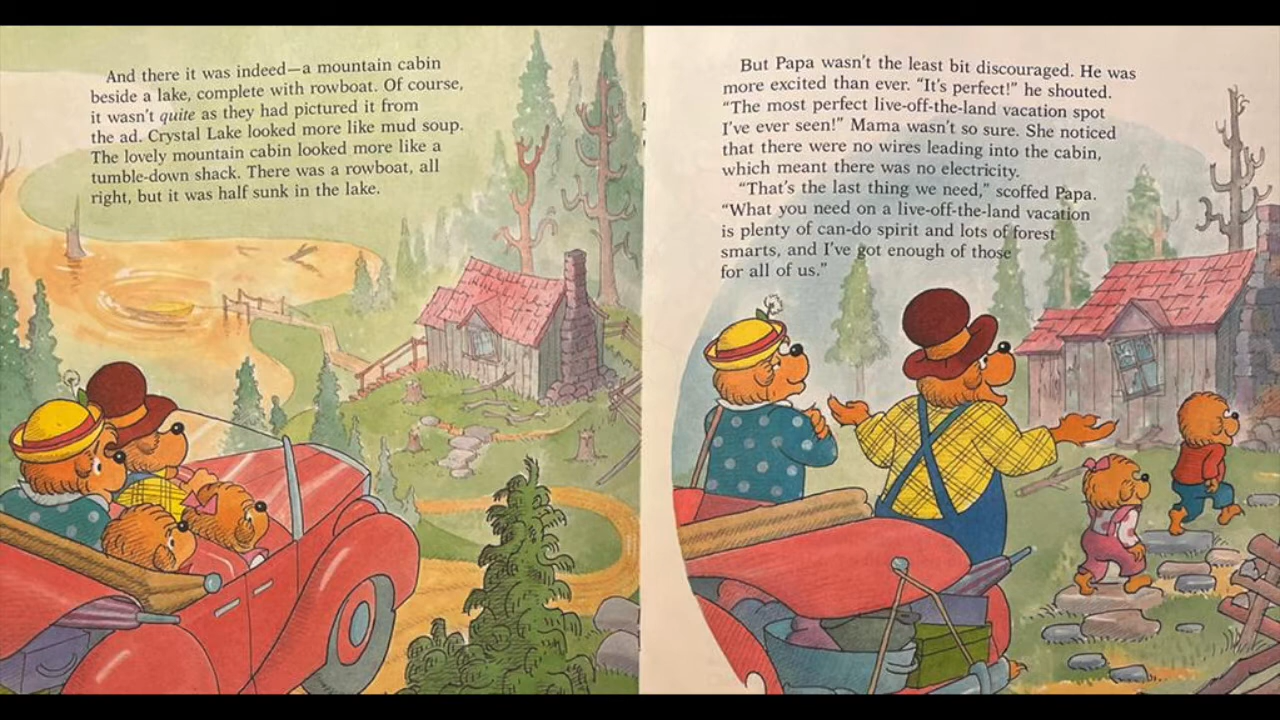 And there it was indeed—a mountain cabin
beside a lake, complete with rowboat. Of course,
it wasn't quite as they had pictured it from
the ad. Crystal Lake looked more like mud soup.
The lovely mountain cabin looked more like a
tumble-down shack. There was a rowboat, all
right, but it was half sunk in the lake.
But Papa wasn't the least bit discouraged. He was
more excited than ever. "It's perfect!" he shouted.
"The most perfect live-off-the-land vacation spot
I've ever seen!" Mama wasn't so sure. She noticed
that there were no wires leading into the cabin,
which meant there was no electricity.
"That's the last thing we need," scoffed Papa.
"What you need on a live-off-the-land vacation
is plenty of can-do spirit and lots of forest
smarts, and I've got enough of those
for all of us."